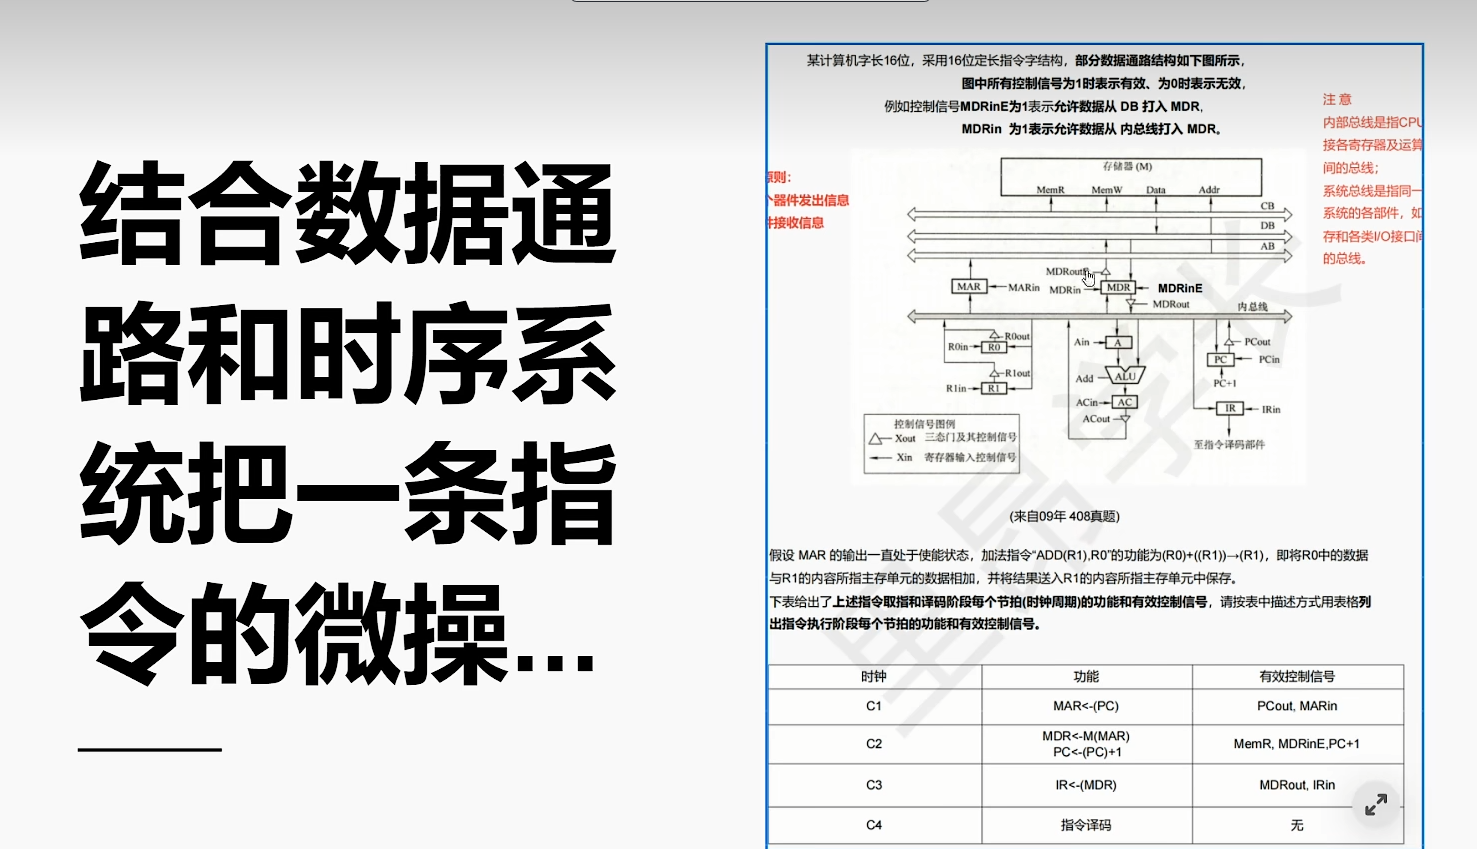 结合数据通
路和时序系
统把一条指
令的微操...
某计算机字长16位，采用16位定长指令字结构，部分数据通路结构如下图所示，
图中所有控制信号为1时表示有效、为0时表示无效，
例如控制信号MDRinE为1表示允许数据从 DB 打入 MDR,
MDRin 为1表示允许数据从 内总线打入 MDR。
注 意
内部总线是指CPU
接各寄存器及运算
间的总线；
系统总线是指同一
系统的各部件，如
存和各类I/O接口间
的总线。
原则：
个器件发出信息
件接收信息
存储器 (M)
MemR MemW Data Addr
CB
DB
AB
MDRoutE
MAR MARin MDRin MDR MDRinE
MDRout
内总线
R0out
R0in R0
R1out
R1in R1
Ain A
Add ALU
ACin AC
ACout
PCout
PC PCin
PC+1
IR IRin
至指令译码部件
控制信号图例
Xout 三态门及其控制信号
Xin 寄存器输入控制信号
(来自09年 408真题)
假设 MAR 的输出一直处于使能状态，加法指令“ADD(R1),R0”的功能为(R0)+((R1))→(R1)，即将R0中的数据
与R1的内容所指主存单元的数据相加，并将结果送入R1的内容所指主存单元中保存。
下表给出了上述指令取指和译码阶段每个节拍(时钟周期)的功能和有效控制信号，请按表中描述方式用表格列
出指令执行阶段每个节拍的功能和有效控制信号。
时钟 功能 有效控制信号
C1 MAR<-(PC) PCout, MARin
C2 MDR<-M(MAR) PC<-(PC)+1 MemR, MDRinE,PC+1
C3 IR<-(MDR) MDRout, IRin
C4 指令译码 无